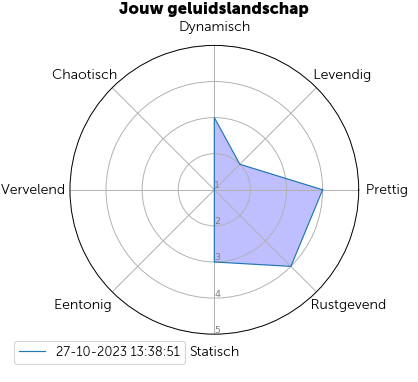 Jouw geluidslandschap
Dynamisch
Chaotisch
Levendig
Vervelend
1
Prettig
2
3
4
Eentonig
Rustgevend
5
27-10-2023 13:38:51
Statisch